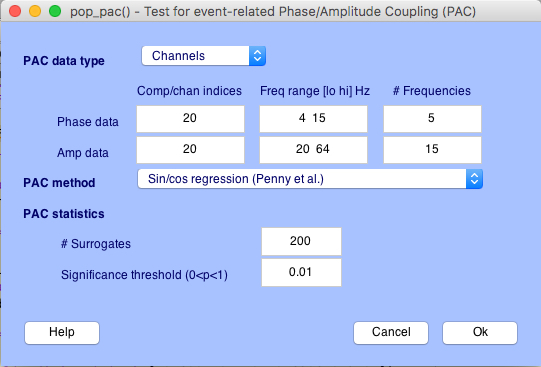 pop_pac() - Test for event-related Phase/Amplitude Coupling (PAC)
PAC data type Channels
Comp/chan indices Freq range [lo hi] Hz # Frequencies
Phase data 20 4 15 5
Amp data 20 20 64 15
PAC method Sin/cos regression (Penny et al.)
PAC statistics
# Surrogates 200
Significance threshold (0<p<1) 0.01
Help Cancel Ok